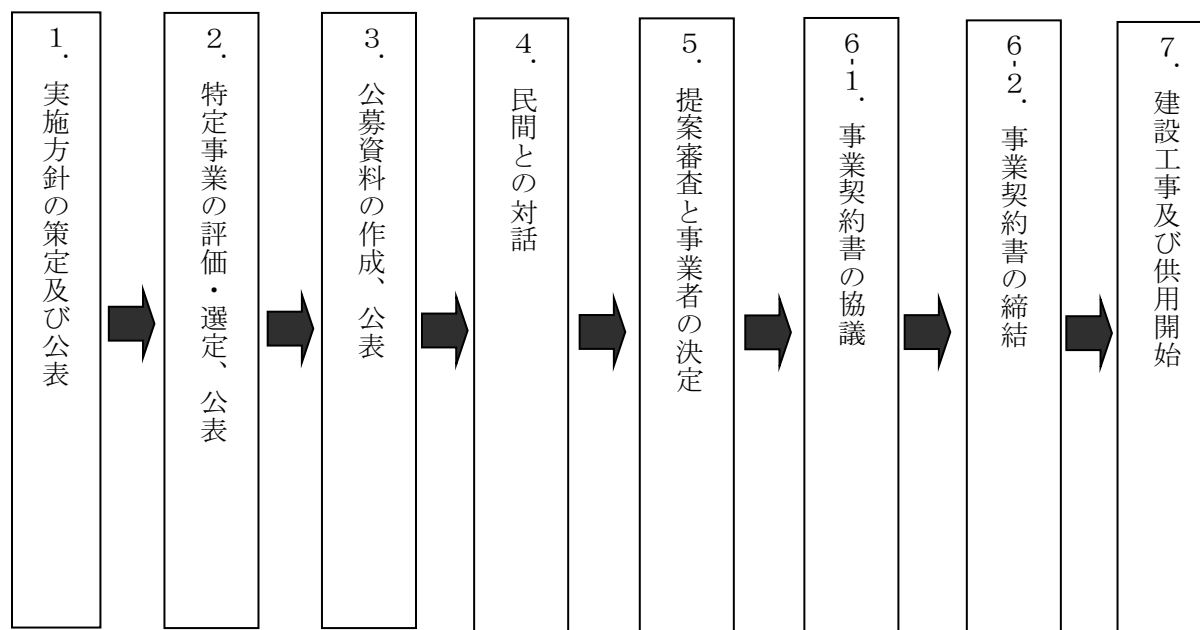 1．実施方針の策定及び公表
2．特定事業の評価・選定、公表
3．公募資料の作成、公表
4．民間との対話
5．提案審査と事業者の決定
6-1．事業契約書の協議
6-2．事業契約書の締結
7．建設工事及び供用開始